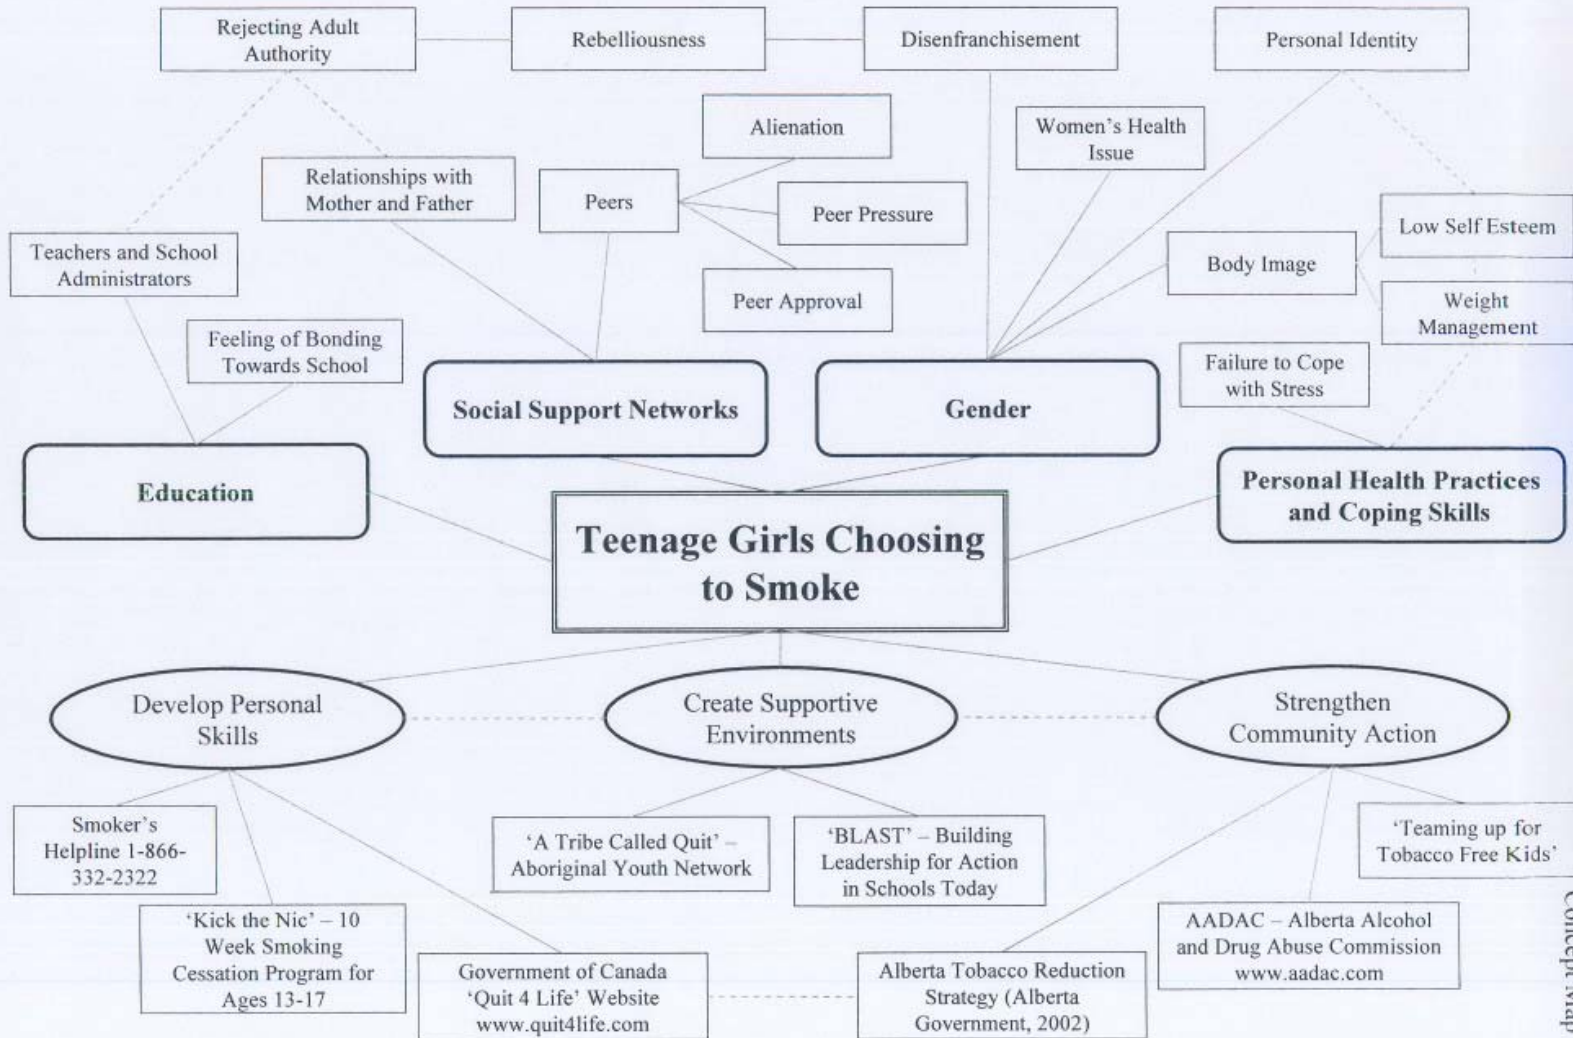 Rejecting Adult
Authority
Rebelliousness
Disenfranchisement
Personal Identity
Alienation
Women's Health
Issue
Relationships with
Mother and Father
Peers
Peer Pressure
Low Self Esteem
Teachers and School
Administrators
Body Image
Peer Approval
Weight
Management
Feeling of Bonding
Towards School
Failure to Cope
with Stress
Social Support Networks
Gender
Education
Personal Health Practices
and Coping Skills
Teenage Girls Choosing
to Smoke
Develop Personal
Skills
Create Supportive
Environments
Strengthen
Community Action
Smoker's
Helpline 1-866-
332-2322
'A Tribe Called Quit' –
Aboriginal Youth Network
'BLAST' – Building
Leadership for Action
in Schools Today
'Teaming up for
Tobacco Free Kids'
'Kick the Nic' – 10
Week Smoking
Cessation Program for
Ages 13-17
Government of Canada
'Quit 4 Life' Website
www.quit4life.com
Alberta Tobacco Reduction
Strategy (Alberta
Government, 2002)
AADAC – Alberta Alcohol
and Drug Abuse Commission
www.aadac.com
Concept Map